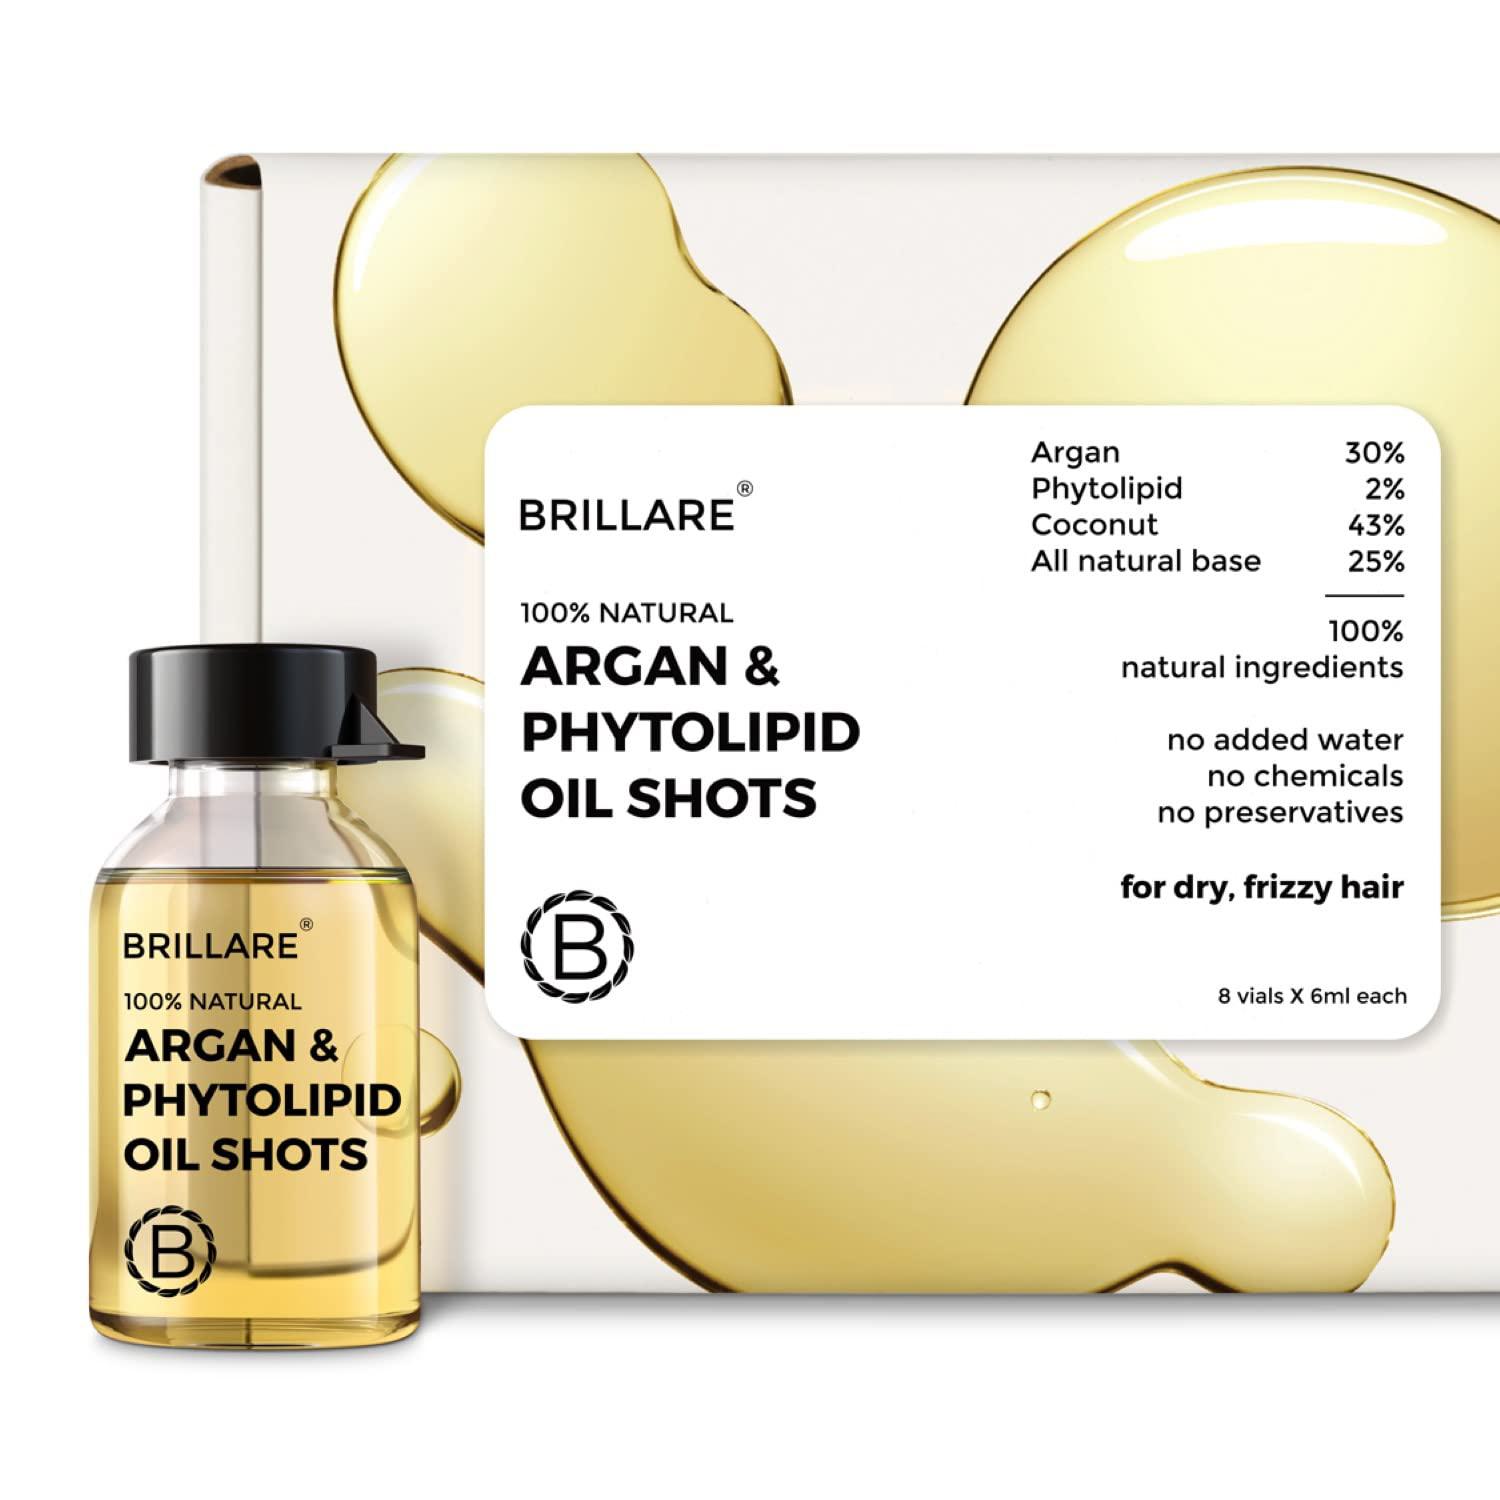 BRILLARE®
100% NATURAL
ARGAN &
PHYTOLIPID
OIL SHOTS
B
Argan 30%
Phytolipid 2%
Coconut 43%
All natural base 25%
100%
natural ingredients
no added water
no chemicals
no preservatives
for dry, frizzy hair
8 vials X 6ml each
BRILLARE®
100% NATURAL
ARGAN &
PHYTOLIPID
OIL SHOTS
B